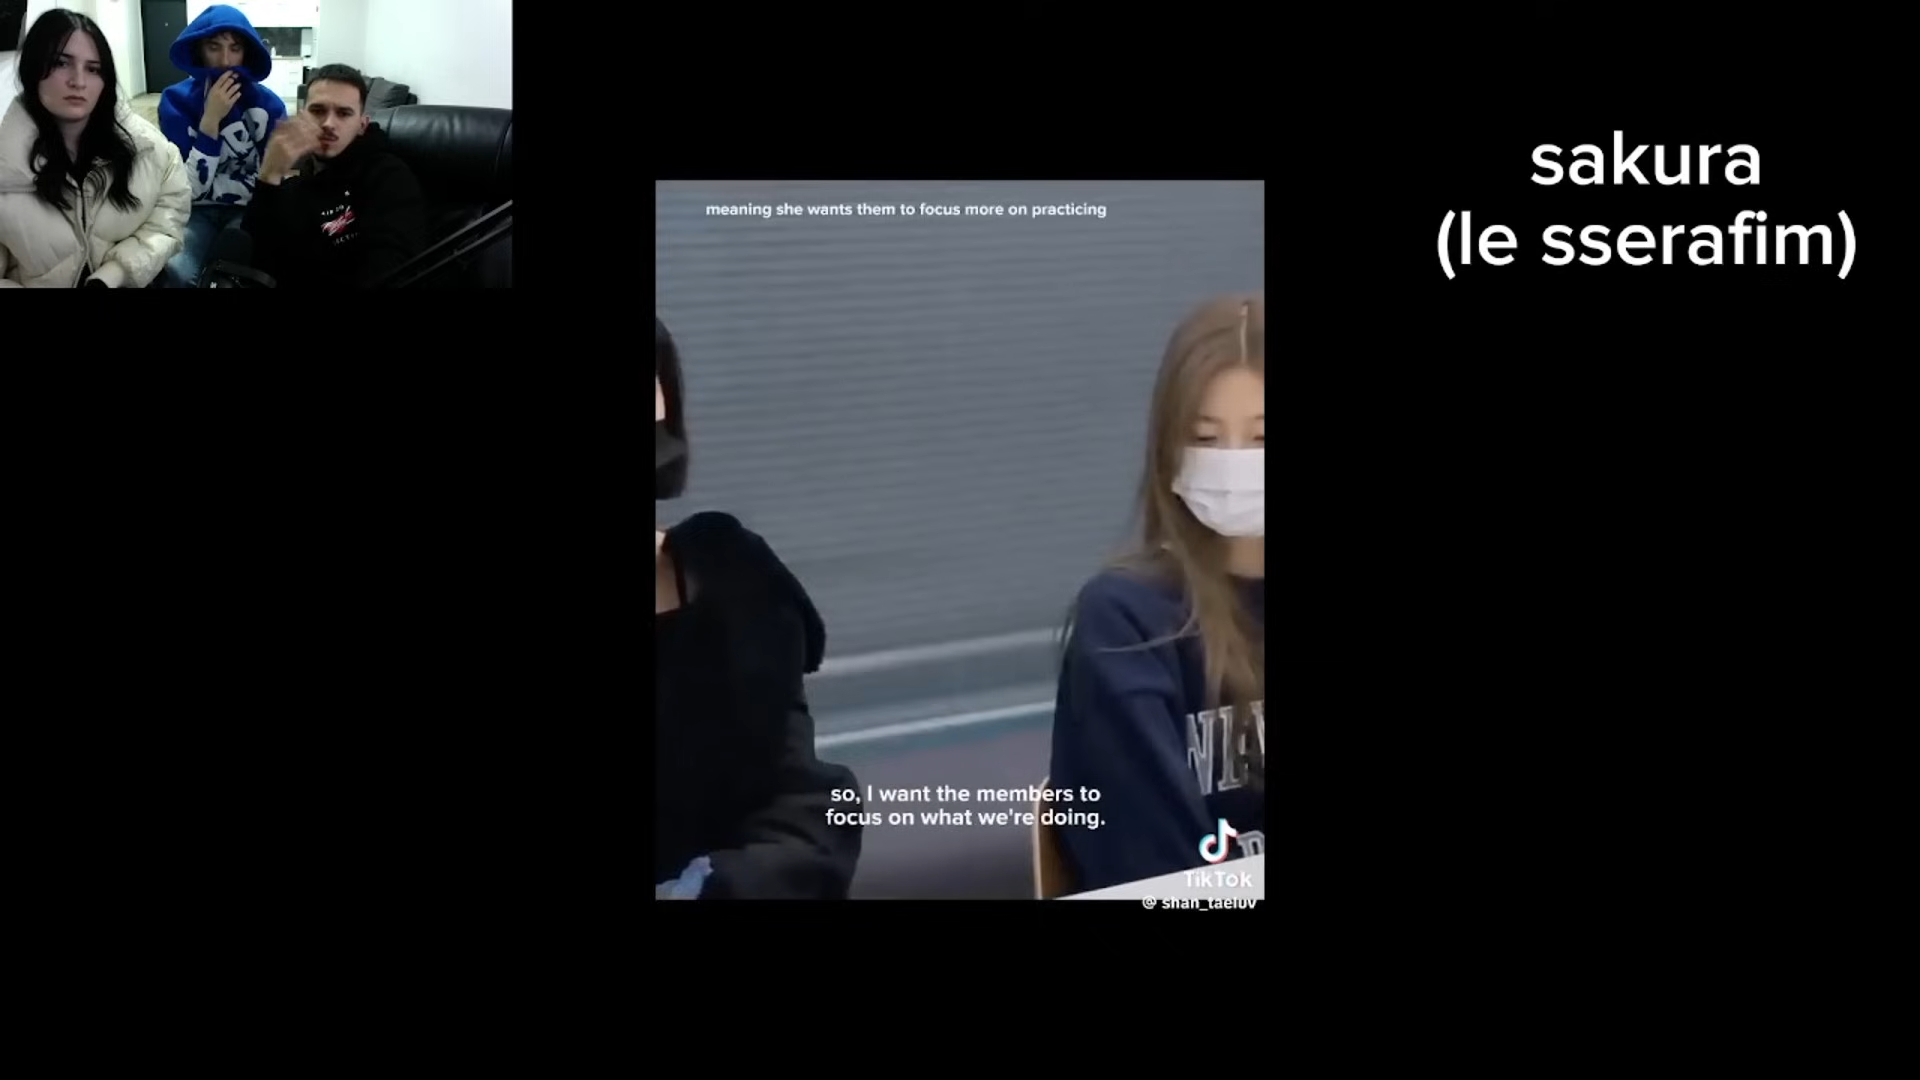 sakura
(le sserafim)
meaning she wants them to focus more on practicing
so, I want the members to
focus on what we're doing.
TikTok
@ shan_taeluv